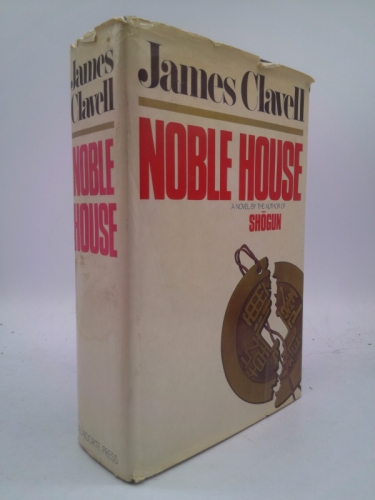 James
Clavell
NOBLE
HOUSE
James Clavell
NOBLE HOUSE
A NOVEL BY THE AUTHOR OF
SHŌGUN